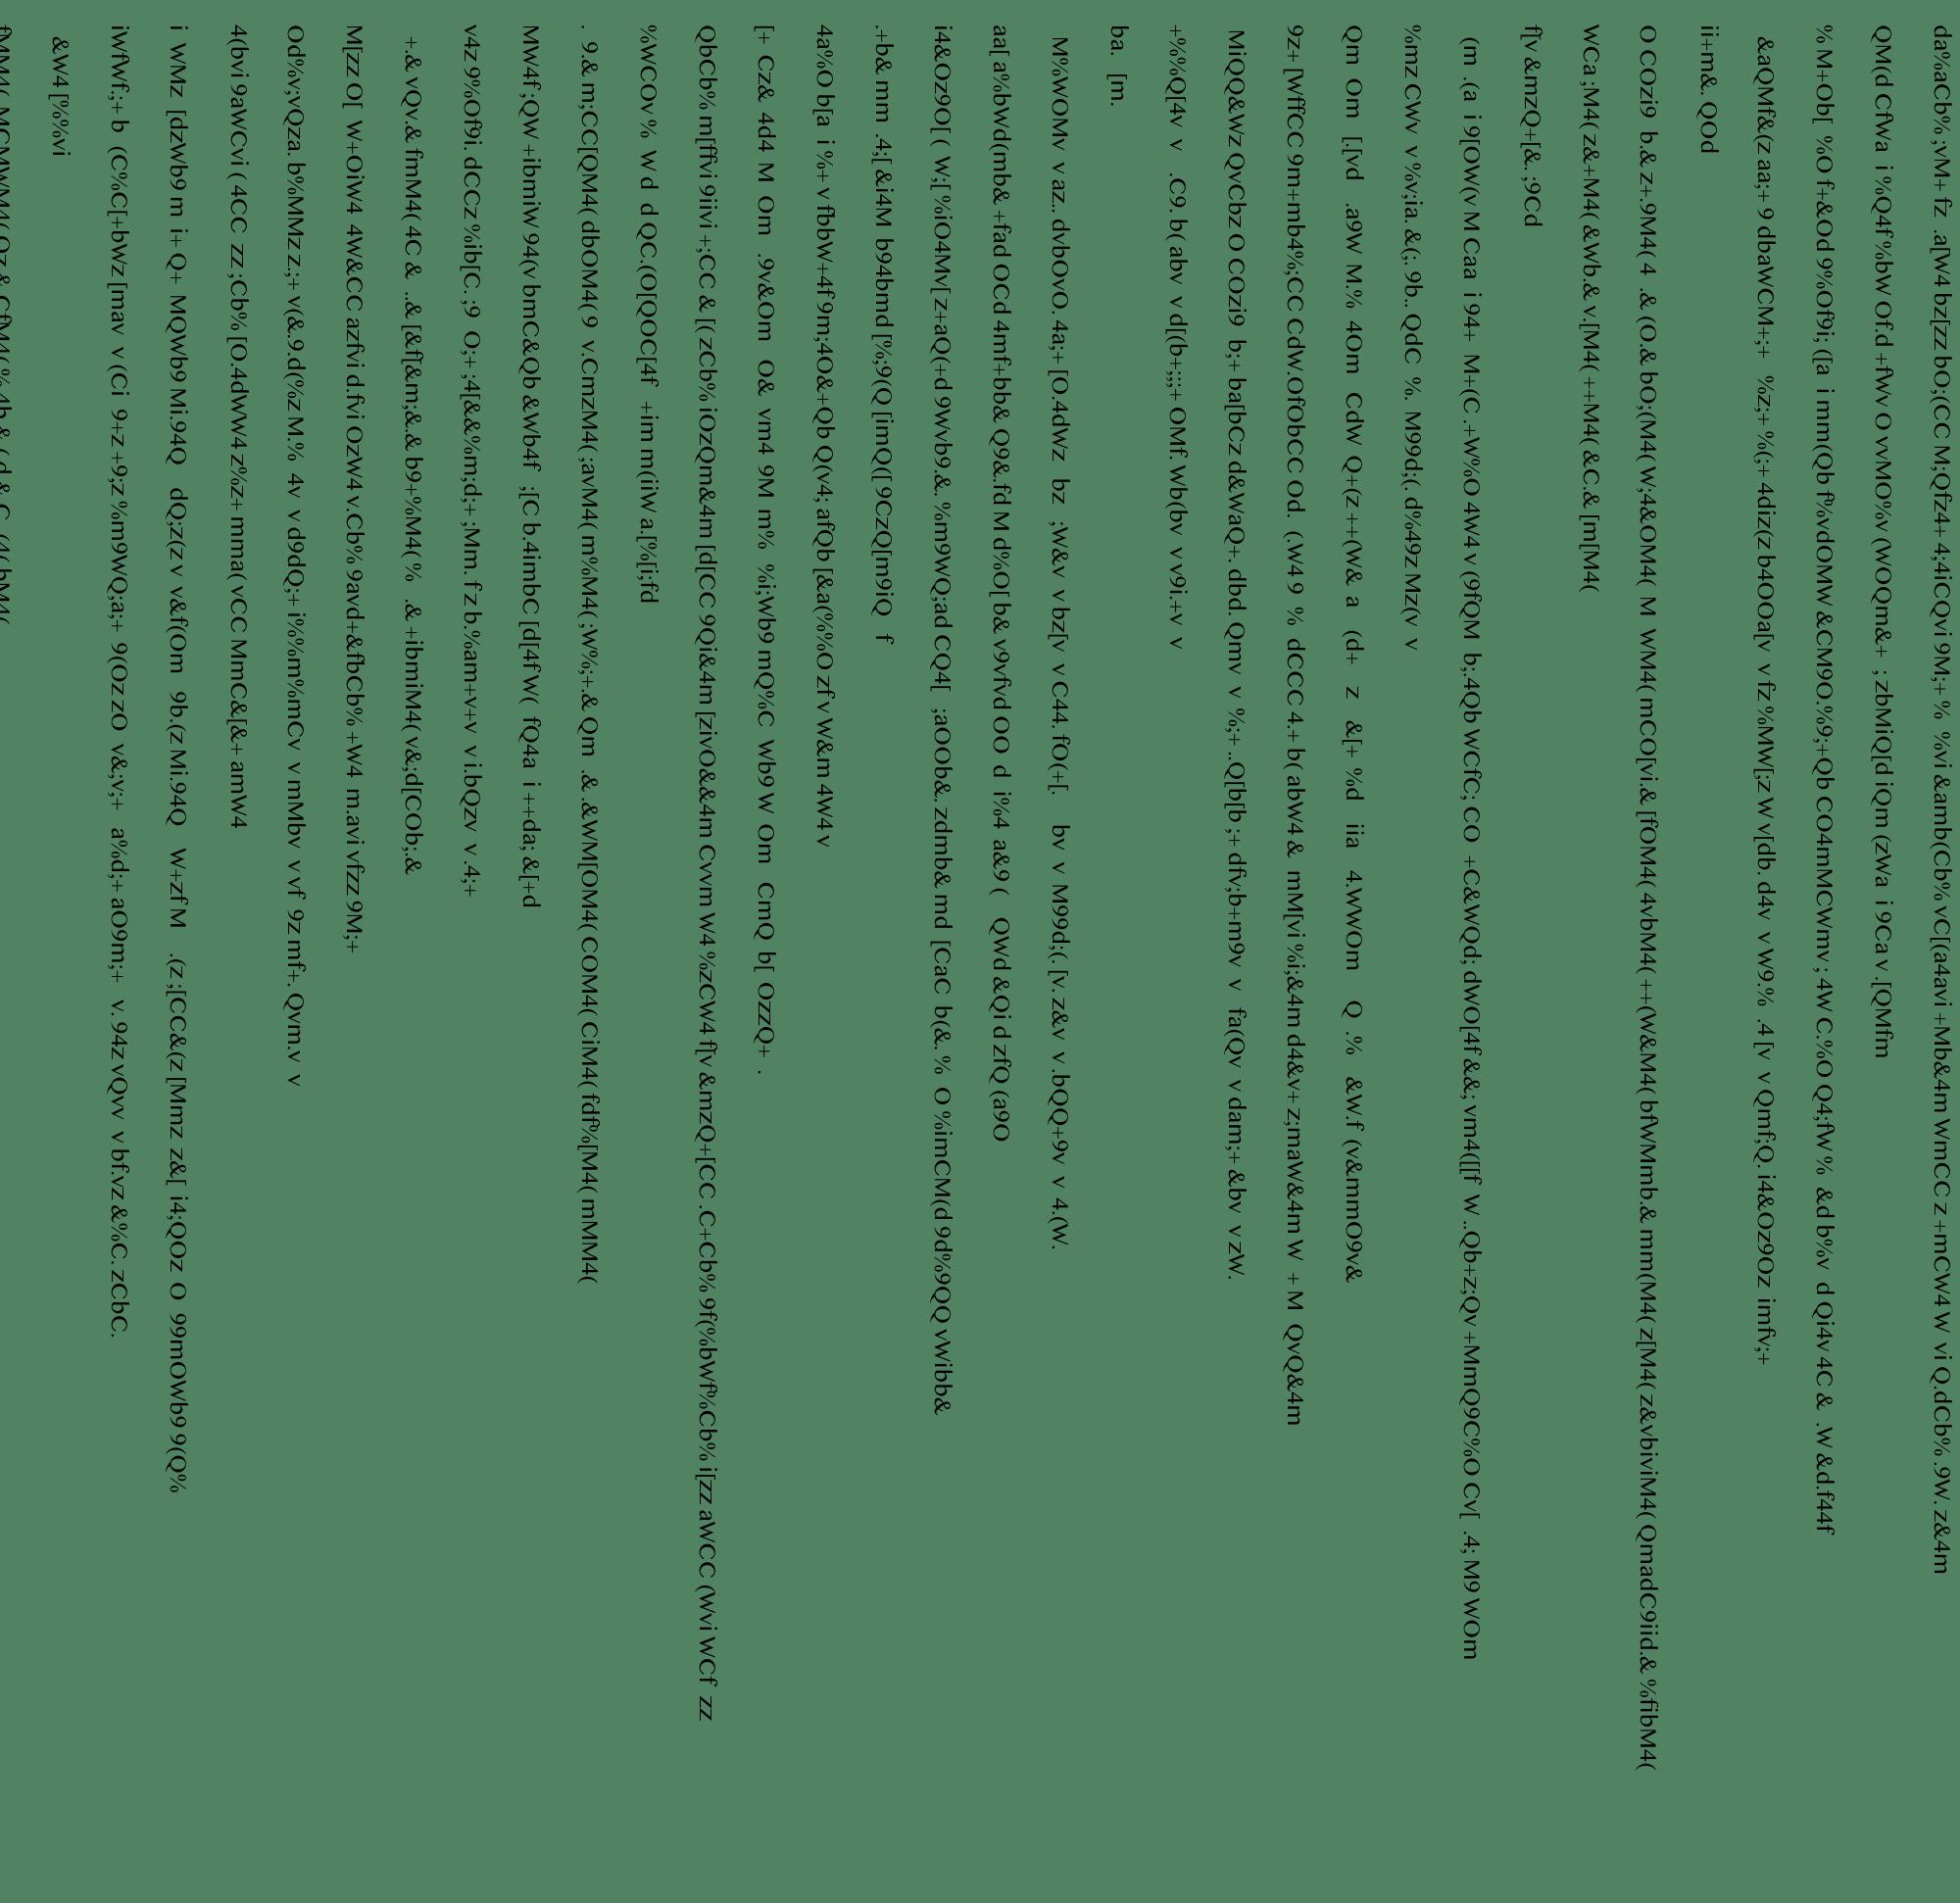 da%aCb% ;yM+ fz .a[W4 bz[zz bO;(CC M;Qfz4+ 4;4iCQvi 9M;+ % %vi &amb(Cb% vC[(a4avi +Mb&4m WmCC z +mCW4 W vi Q.dCb% .9W. z&4m
QM(d CfWa i %Q4f %bW Of.d +fWv O vvMO%v (WOQm&+ ; zbMiQ[d iQm (zWa i 9Ca v .[QMfm
% M+Ob[ %O f+&Od 9%Of9i; ([a i mm(Qb f%vdOMW &CM9O.%9;+Qb CO4mMCWmv ; 4W C.%O Q4;fW % &d b%v d Qi4v 4C & .W &d.f44f
&aQMf&(z aa;+ 9 dbaWCM+;+ %z;+ %(;+ 4diz(z b4OOa[v v fz %MW[;z W v[db. d4v v W9.% .4 [v v Qmf;Q. i4&Oz9Oz imfv;+
ii+m&. QOd
O COzi9 b.& z+.9M4( 4 .& (O.& bO;(M4( W;4&OM4( M WM4( mCO[vi.& [fOM4( 4vbM4( ++(W&M4( bfWMmb.& mm(M4( z[M4( z&vbiviM4( QmadC9iid.& %fibM4(
WCa ;M4( z&+M4( &Wb.& v.[M4( ++M4( &C.& [m[M4(
f[v &mzQ+[&. ;9Cd
(m .(a i 9[OW(v M Caa i 94+ M+(C .+W%O 4W4 v (9fQM b;.4Qb WCfC; CO +C&WQd; dWO[4f &&; vm4([[f W ..Qb+z;Qv +MmQ9C%O Cv[ .4; M9 WOm
%mz CWv v %v;ia. &(; 9b.. QdC %. M99d;(. d%49z Mz(v v
Qm Om [.[vd .a9W M.% 4Om CdW Q+(z ++(W& a (d+ z &[+ %d iia 4.WWOm Q .% &W.f (v&mmO9v&
9z+ [WffCC 9m+mb4%;CC CdW.OfObCC Od. (.W4 9 % dCCC 4.+ b( abW4 & mM[vi %i;&4m d4&v+ z;maW&4m W + M QvQ&4m
MiQQ&Wz QvCbz O COzi9 b;+ ba[bCz d&WaQ+. dbd. Qmv v %;+ ..Q[b[b ;+ dfv;b+m9v v fa(Qv v dam;+ &bv v zW.
+%%Q[4v v .C9. b( abv v d[(b+;;;+ OMf. Wb(bv v v9i.+v v
ba. [m.
M%WOMv v az.. dvbOvO. 4a;+ [O.4dWz bz ;W&v v bz[v v C44. fO(+[. bv v M99d;(. [v. z&v v .bQQ+9v v 4.(W.
aa[ a%bWd(mb& +fad OCd 4mf+bb& Q9&.fd M d%O[ b& v9vfvd OO d i%4 a&9 ( QWd &Qi d zfQ (a9O
i4&Oz9O[ ( W;[ %iO4Mv[ z+aQ(+d 9Wvb9.&. %m9WQ;ad CQ4[ ;aOOb&. zdmb& md [CaC b(&. % O %imCM(d 9d%9QQ vWibb&
.+b& mm .4;[ &i4M b94bmd [%;9(Q [imQ([ 9CzQ[m9iQ f
4a%O b[a i %+ v fbbW+4f 9m;4O&+Qb Q(v4; afQb [&a(%%O zf v W&m 4W4 v
[+ Cz& 4d4 M Om .9v&Om O& vm4 9M m% %i;Wb9 mQ%C Wb9 W Om CmQ b[ OzzQ+ .
QbCb% m[ffvi 9iivi +;CC & [( zCb% iOzQm&4m [d[CC 9Qi&4m [zivO&&4m Cvvm W4 %zCW4 f[v &mzQ+[CC .C+Cb% 9f(%bWf%Cb% i[zz aWCC (Wvi WCf zz
%WCOv% W d d QC.(O[QOC[4f +im m(iiW a.[%[i;fd
. 9.& m;CC[QM4( dbOM4( 9 v.CmzM4( ;avM4( m%M4( ;W%;+.& Qm .& .&WM[OM4( COM4( CiM4( fdf%[M4( mMM4(
MW4f ;QW +ibmiW 94(v bmC&Qb &Wb4f ;[C b.4imbC [d[4f W( fQ4a i ++da; &[+d
v4z 9%Of9i. dCCz %ib[C. ;9 O;+ ;4[&&%m;d;+ ;Mm. f z b.%am+v+v v i.bQzv v .4;+
+.& vQv.& fmM4( 4C & ..& [&f[&m;&.& b9+%M4( % .& +ibmiM4( v&;d[COb;.&
M[zz O[ W+OiW4 4W&CC azfvi d.fvi OzW4 v.Cb% 9avd+&fbCb% +W4 m.avi vfzz 9M;+
Od%v;vQza. b%MMz z.;+ v(&.9.d(%z M.% 4v v d9dQ;+ i%%m%mCv v mMbv v vf 9z mf+. Qvm.v v
4(bvi 9aWCvi ( 4CC zz ;Cb% [O.4dWW4 z%z+ mma( vCC MmC&[&+ amW4
i WMz [dzWb9 m i+ Q+ MQWb9 Mi.94Q dQ;z(z v v&f(Om 9b.(z Mi.94Q W+zf M .(z ;[CC&(z [Mmz z&[ i4;QOz O 99mOWb9 9(Q%
iWfWf.;+ b (C%C[+bWz [mav v (Ci 9+z +9;z %m9WQ;a;+ 9(OzzO v&;v;+ a%d;+ aO9m;+ v. 94z vQvv v bf.vz &%C. zCbC.
&W4 [%%vi